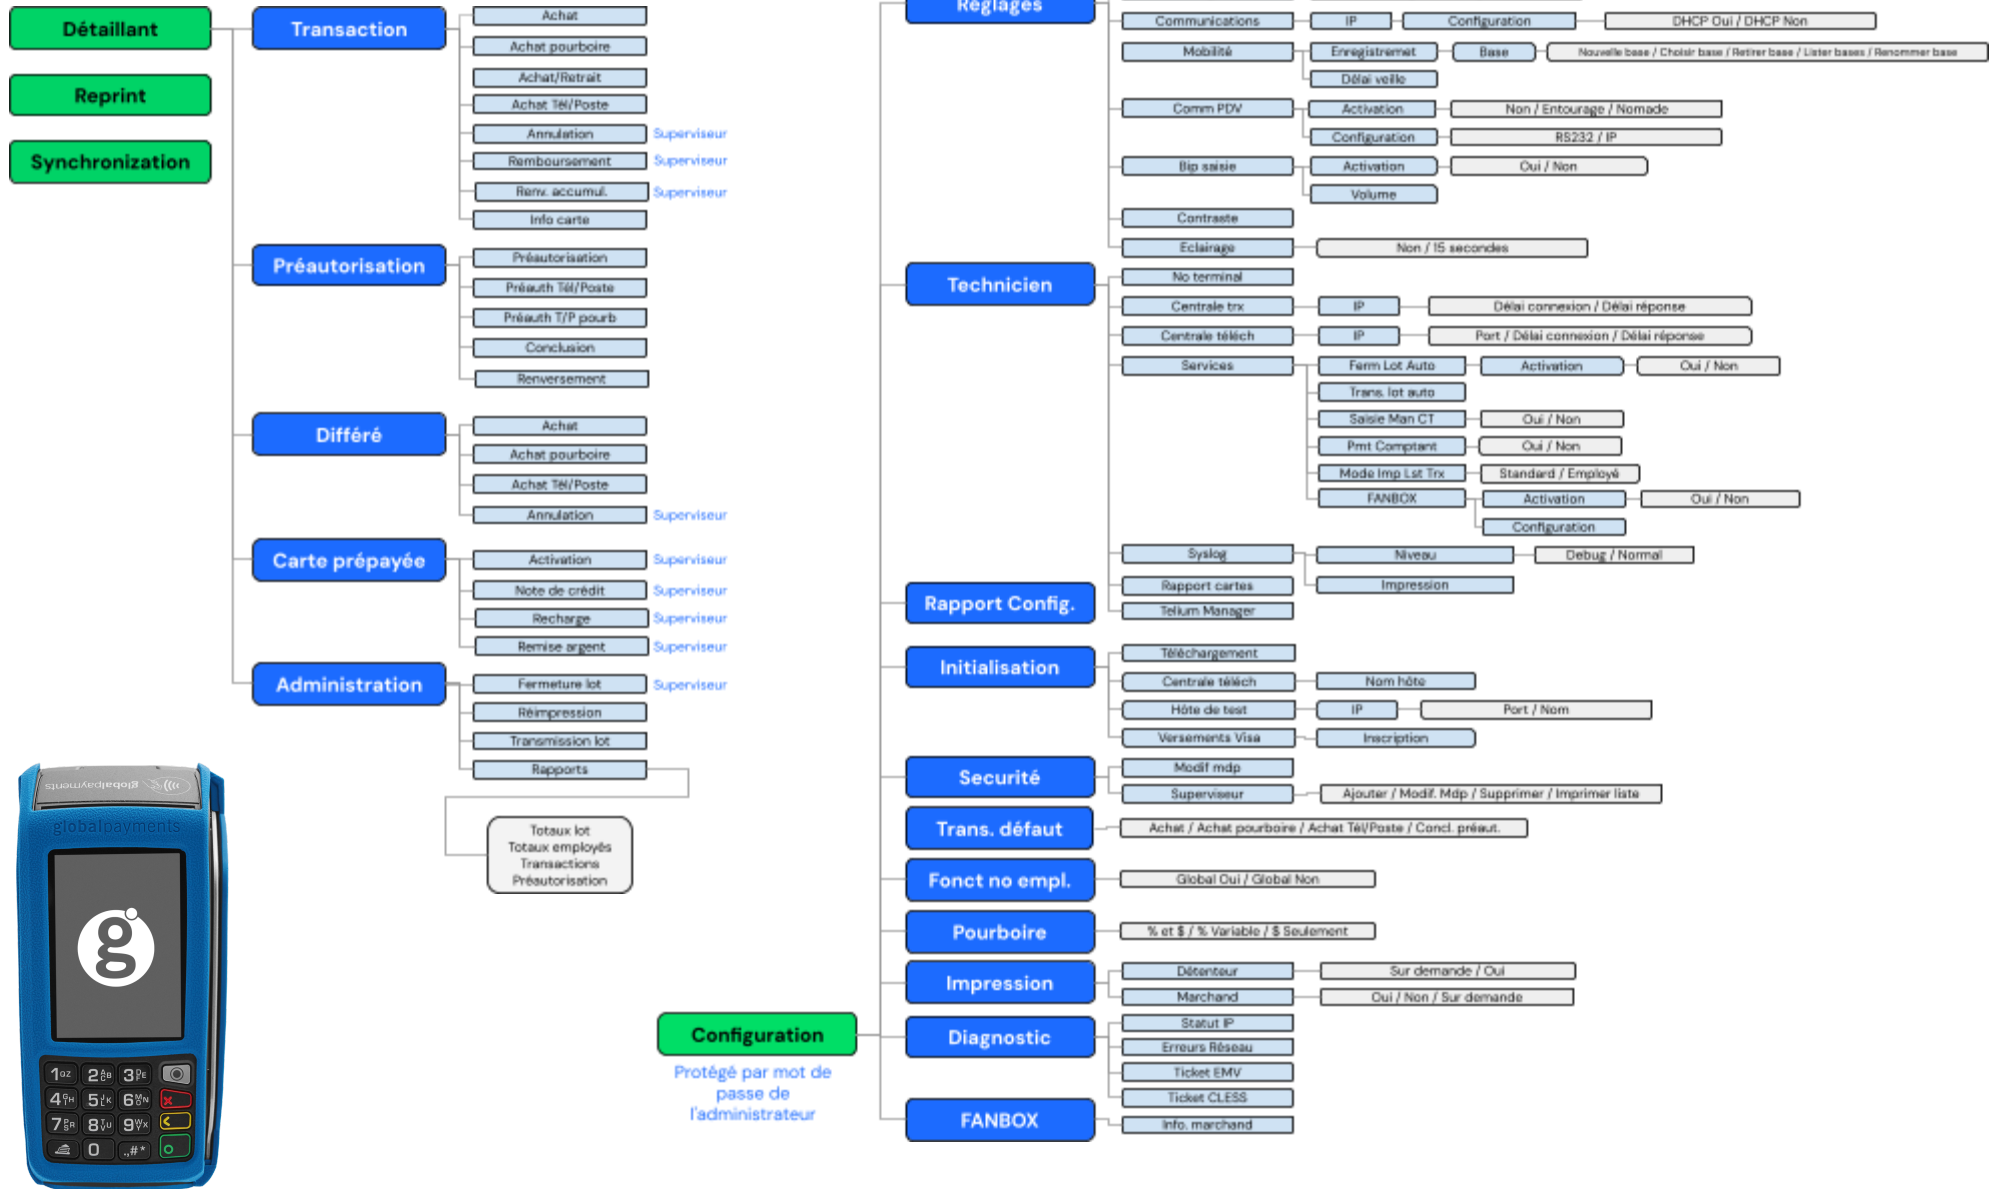 Détaillant
Reprint
Synchronization
Transaction
Achat
Achat pourboire
Achat/Retrait
Achat Tél/Poste
Annulation Superviseur
Remboursement Superviseur
Renv. accumul. Superviseur
Info carte
Préautorisation
Préautorisation
Préauth Tél/Poste
Préauth T/P pourb
Conclusion
Renversement
Différé
Achat
Achat pourboire
Achat Tél/Poste
Annulation Superviseur
Carte prépayée
Activation Superviseur
Note de crédit Superviseur
Recharge Superviseur
Remise argent Superviseur
Administration
Fermeture lot Superviseur
Réimpression
Transmission lot
Rapports
Totaux lot
Totaux employés
Transactions
Préautorisation
globalpayments
globalpayments
g
1QZ 2ABC 3DEF
4GHI 5JKL 6MNO
7PRS 8TUV 9WXY
0 .,#*
Configuration
Protégé par mot de
passe de
l'administrateur
Réglages
Communications IP Configuration DHCP Oui / DHCP Non
Mobilité Enregistremet Base Nouvelle base / Choisir base / Retirer base / Lister bases / Renommer base
Délai veille
Comm PDV Activation Non / Entourage / Nomade
Configuration RS232 / IP
Bip saisie Activation Oui / Non
Volume
Contraste
Eclairage Non / 15 secondes
Technicien
No terminal
Centrale trx IP Délai connexion / Délai réponse
Centrale téléch IP Port / Délai connexion / Délai réponse
Services Ferm Lot Auto Activation Oui / Non
Trans. lot auto
Saisie Man CT Oui / Non
Pmt Comptant Oui / Non
Mode Imp Lst Trx Standard / Employé
FANBOX Activation Oui / Non
Configuration
Syslog Niveau Debug / Normal
Impression
Rapport cartes
Telium Manager
Rapport Config.
Initialisation
Téléchargement
Centrale téléch Nom hôte
Hôte de test IP Port / Nom
Versements Visa Inscription
Securité
Modif mdp
Superviseur Ajouter / Modif. Mdp / Supprimer / Imprimer liste
Trans. défaut Achat / Achat pourboire / Achat Tél/Poste / Concl. préaut.
Fonct no empl. Global Oui / Global Non
Pourboire % et $ / % Variable / $ Seulement
Impression
Détenteur Sur demande / Oui
Marchand Oui / Non / Sur demande
Diagnostic
Statut IP
Erreurs Réseau
Ticket EMV
Ticket CLESS
FANBOX Info. marchand